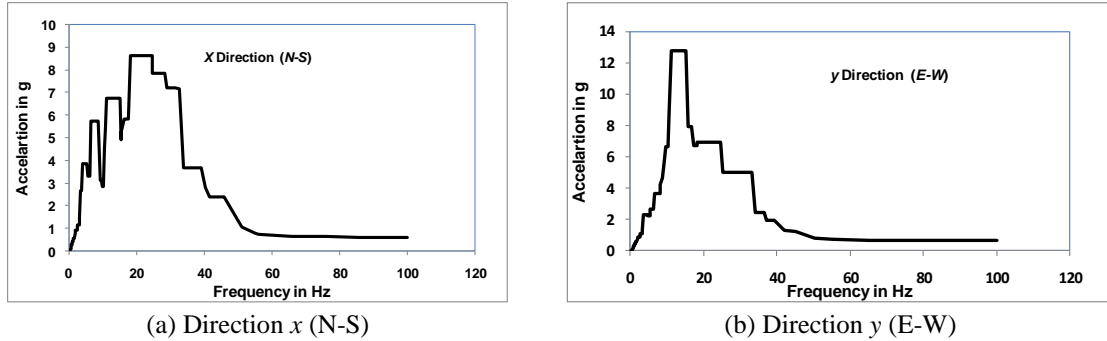 X Direction (N-S)
Accelartion in g
10
9
8
7
6
5
4
3
2
1
0
0 20 40 60 80 100 120
Frequency in Hz
(a) Direction x (N-S)
y Direction (E-W)
Accelartion in g
14
12
10
8
6
4
2
0
0 20 40 60 80 100 120
Frequency in Hz
(b) Direction y (E-W)